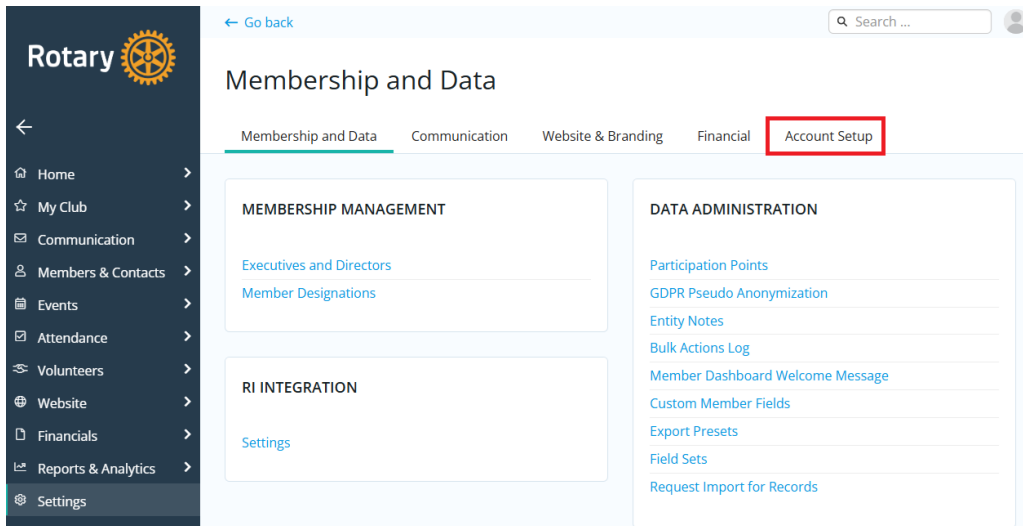 Rotary
Home
My Club
Communication
Members & Contacts
Events
Attendance
Volunteers
Website
Financials
Reports & Analytics
Settings
Go back
Search ...
Membership and Data
Membership and Data
Communication
Website & Branding
Financial
Account Setup
MEMBERSHIP MANAGEMENT
Executives and Directors
Member Designations
RI INTEGRATION
Settings
DATA ADMINISTRATION
Participation Points
GDPR Pseudo Anonymization
Entity Notes
Bulk Actions Log
Member Dashboard Welcome Message
Custom Member Fields
Export Presets
Field Sets
Request Import for Records